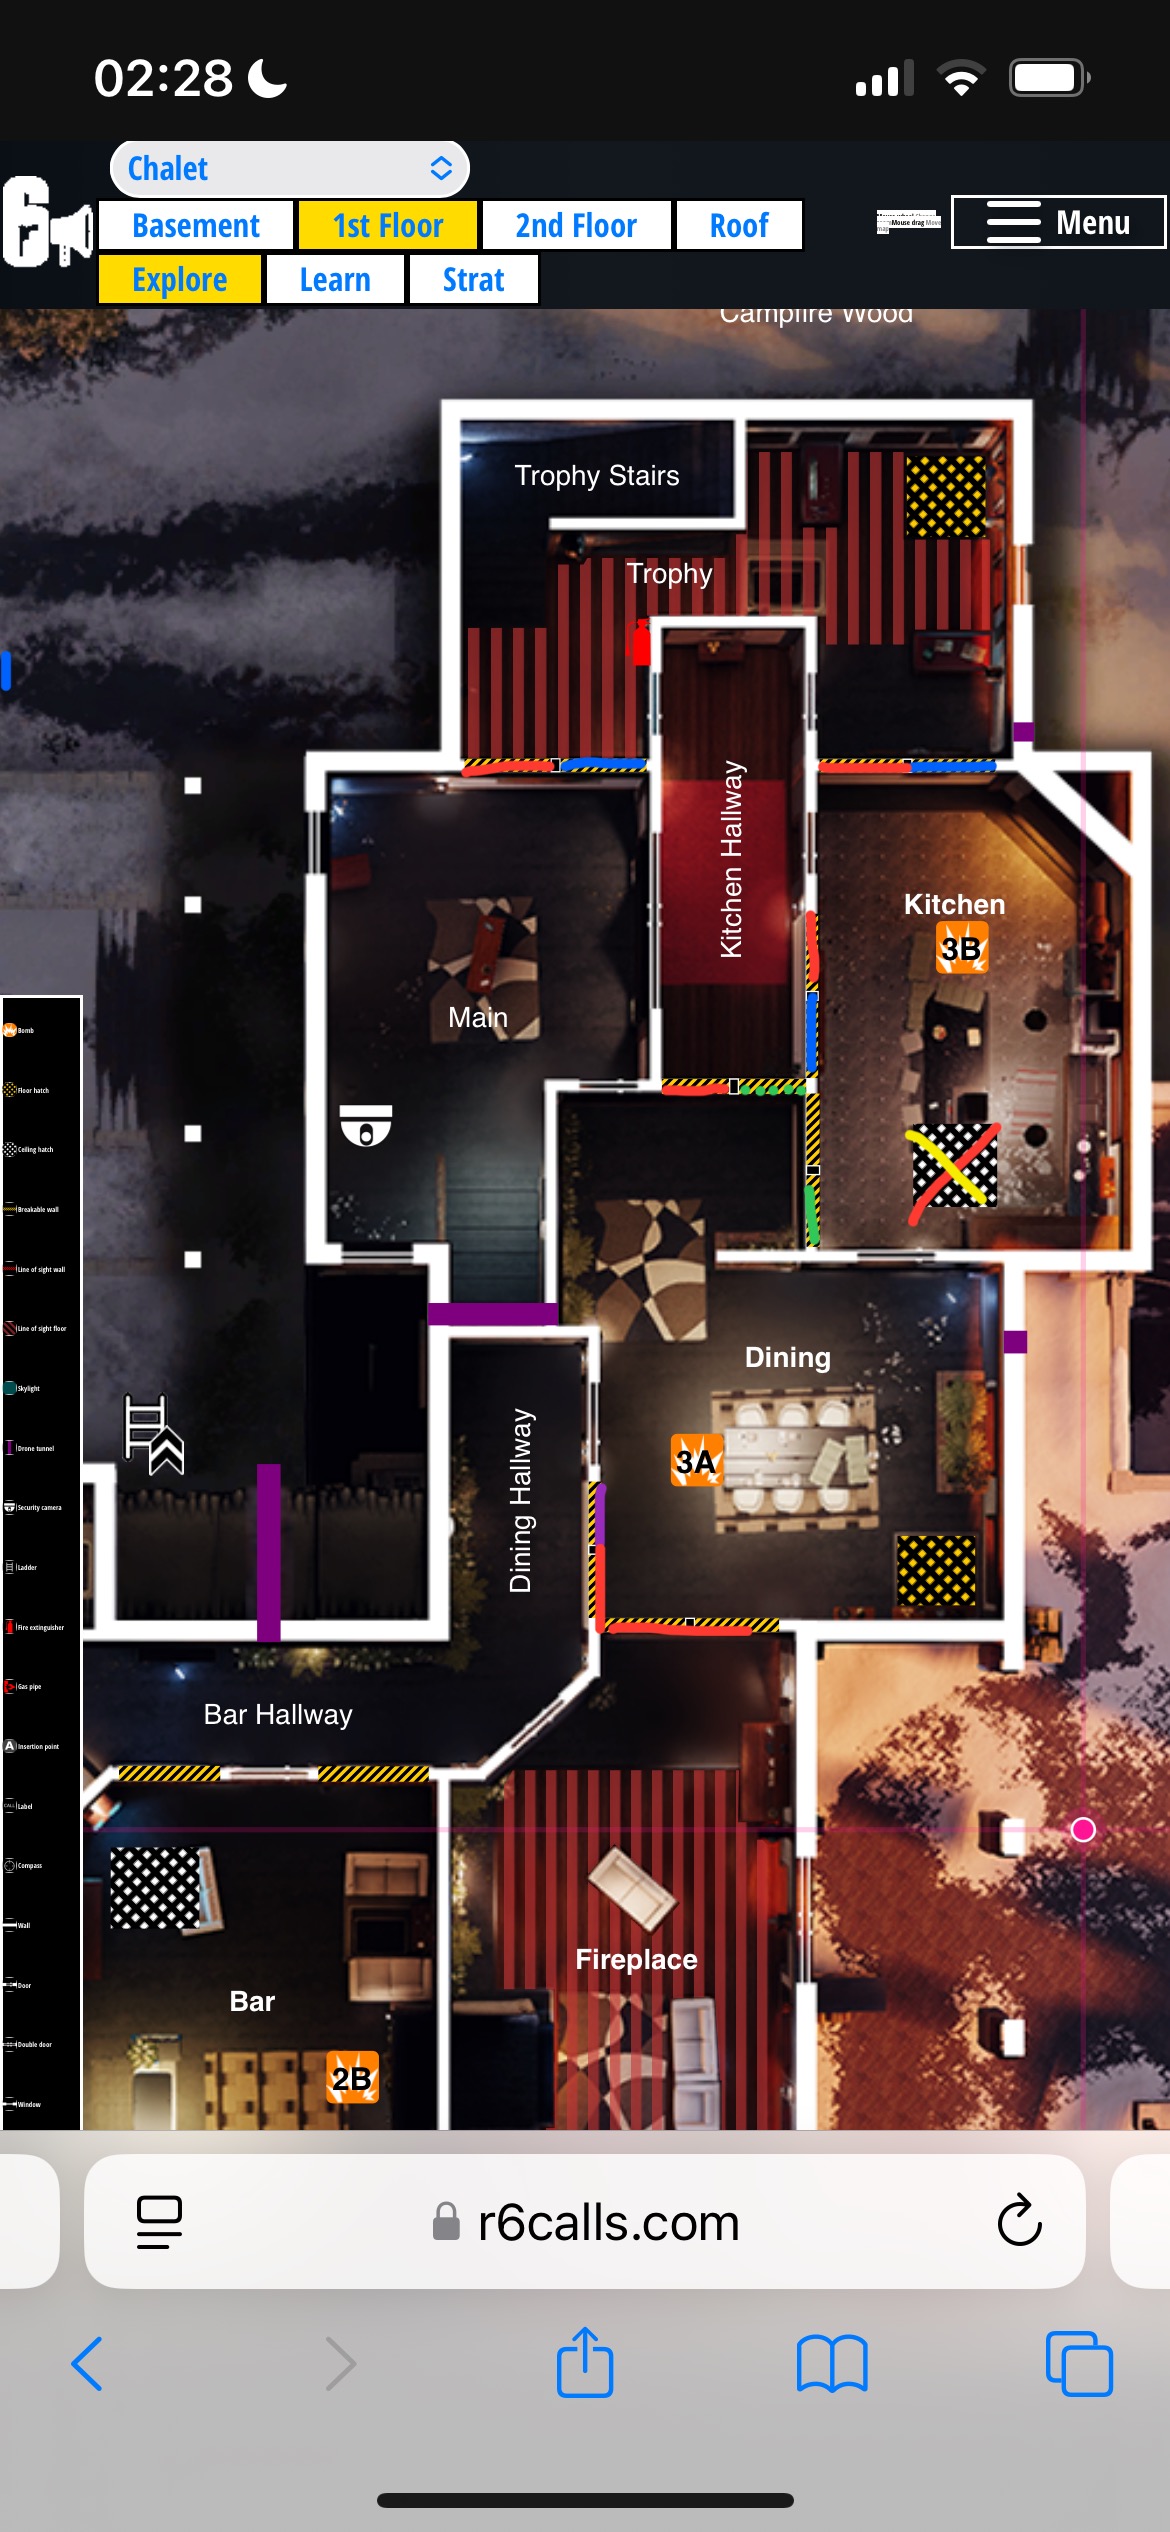 02:28
Chalet
Basement
1st Floor
2nd Floor
Roof
Menu
Explore
Learn
Strat
Campfire Wood
Trophy Stairs
Trophy
Kitchen Hallway
Kitchen
3B
Main
Dining
3A
Dining Hallway
Bar Hallway
Fireplace
Bar
2B
Bomb
Floor hatch
Ceiling hatch
Breakable wall
Line of sight wall
Line of sight floor
Skylight
Drone tunnel
Security camera
Ladder
Fire extinguisher
Gas pipe
Insertion point
Label
Compass
Wall
Door
Double door
Window
r6calls.com